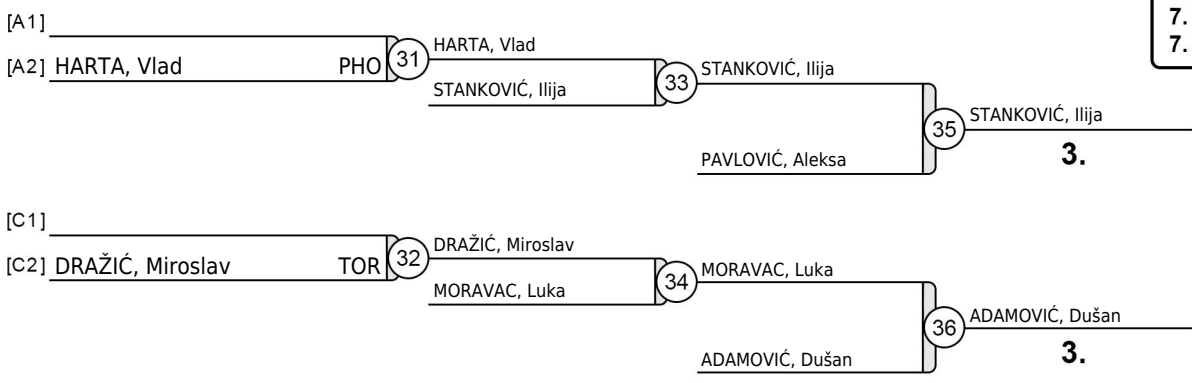 [A1]
7.
7.
HARTA, Vlad
[A2] HARTA, Vlad PHO 31
STANKOVIĆ, Ilija
STANKOVIĆ, Ilija 33
STANKOVIĆ, Ilija
35
3.
PAVLOVIĆ, Aleksa
[C1]
DRAŽIĆ, Miroslav
[C2] DRAŽIĆ, Miroslav TOR 32
MORAVAC, Luka
MORAVAC, Luka 34
ADAMOVIĆ, Dušan
36
3.
ADAMOVIĆ, Dušan